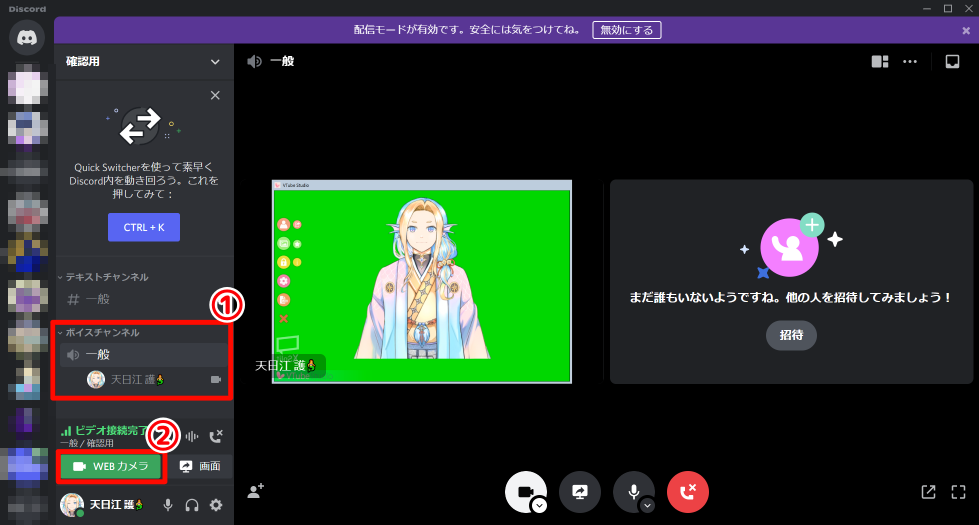 Discord
配信モードが有効です。安全には気をつけてね。
無効にする
確認用
一般
Quick Switcherを使って素早く
Discord内を動き回ろう。これを
押してみて：
CTRL + K
テキストチャンネル
# 一般
①
ボイスチャンネル
一般
天日江 護
VTube Studio
天日江 護
まだ誰もいないようですね。他の人を招待してみましょう！
招待
ビデオ接続完了
②
一般 / 確認用
WEB カメラ
画面
天日江 護